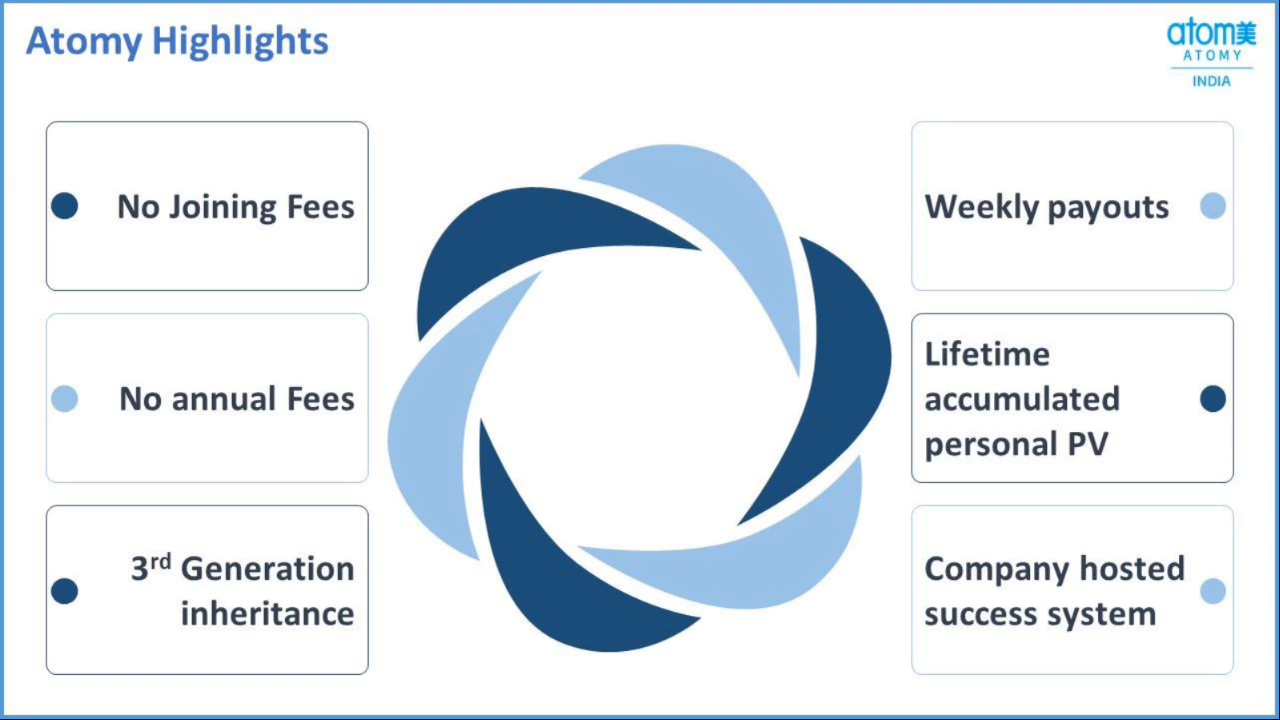 Atomy Highlights
atom美
ATOMY
INDIA
No Joining Fees
No annual Fees
3rd Generation
inheritance
Weekly payouts
Lifetime
accumulated
personal PV
Company hosted
success system